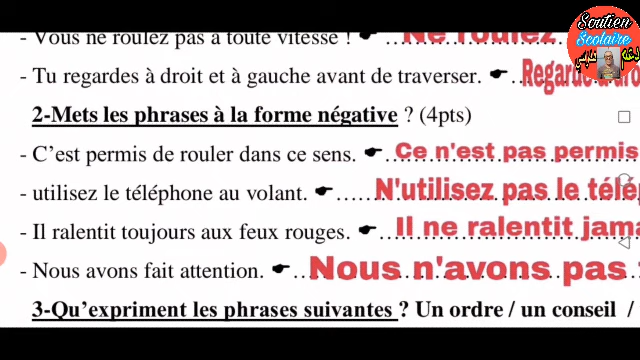 - Vous ne roulez pas à toute vitesse ! ☛ ...Ne roulez
- Tu regardes à droit et à gauche avant de traverser. ☛...Regarde à dro
2-Mets les phrases à la forme négative ? (4pts)
- C’est permis de rouler dans ce sens. ☛...Ce n'est pas permis
- utilisez le téléphone au volant. ☛......N'utilisez pas le télép
- Il ralentit toujours aux feux rouges. ☛...Il ne ralentit jama
- Nous avons fait attention. ☛...Nous n'avons pas
3-Qu’expriment les phrases suivantes ? Un ordre / un conseil /
Soutien
Scolaire